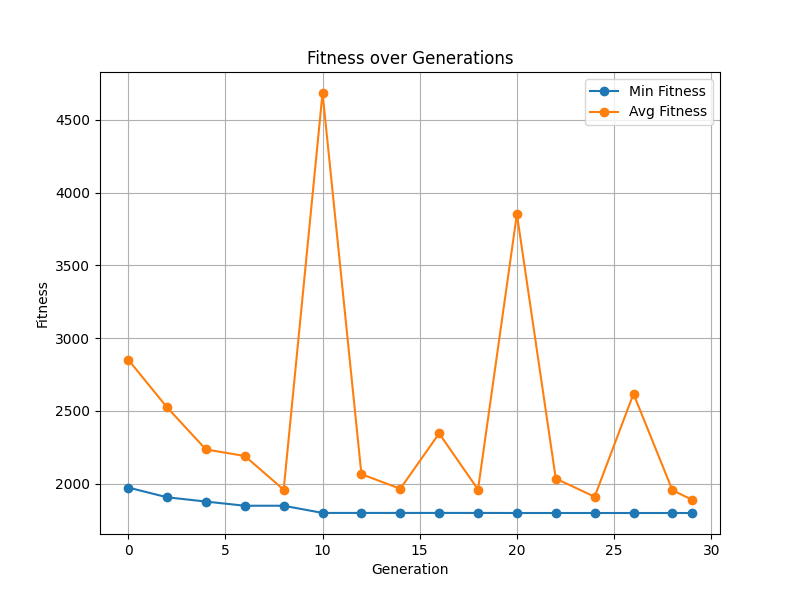 Fitness over Generations
Min Fitness
Avg Fitness
4500
4000
3500
3000
2500
2000
Fitness
0 5 10 15 20 25 30
Generation